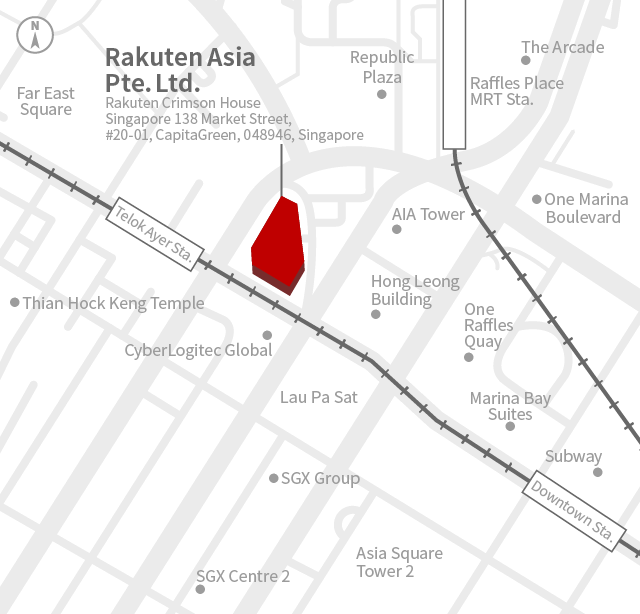 N
Rakuten Asia
Pte. Ltd.
Rakuten Crimson House
Singapore 138 Market Street,
#20-01, CapitaGreen, 048946, Singapore
Republic
Plaza
The Arcade
Raffles Place
MRT Sta.
Far East
Square
One Marina
Boulevard
AIA Tower
Telok Ayer Sta.
Hong Leong
Building
Thian Hock Keng Temple
One
Raffles
Quay
CyberLogitec Global
Lau Pa Sat
Marina Bay
Suites
Subway
SGX Group
Downtown Sta.
Asia Square
Tower 2
SGX Centre 2